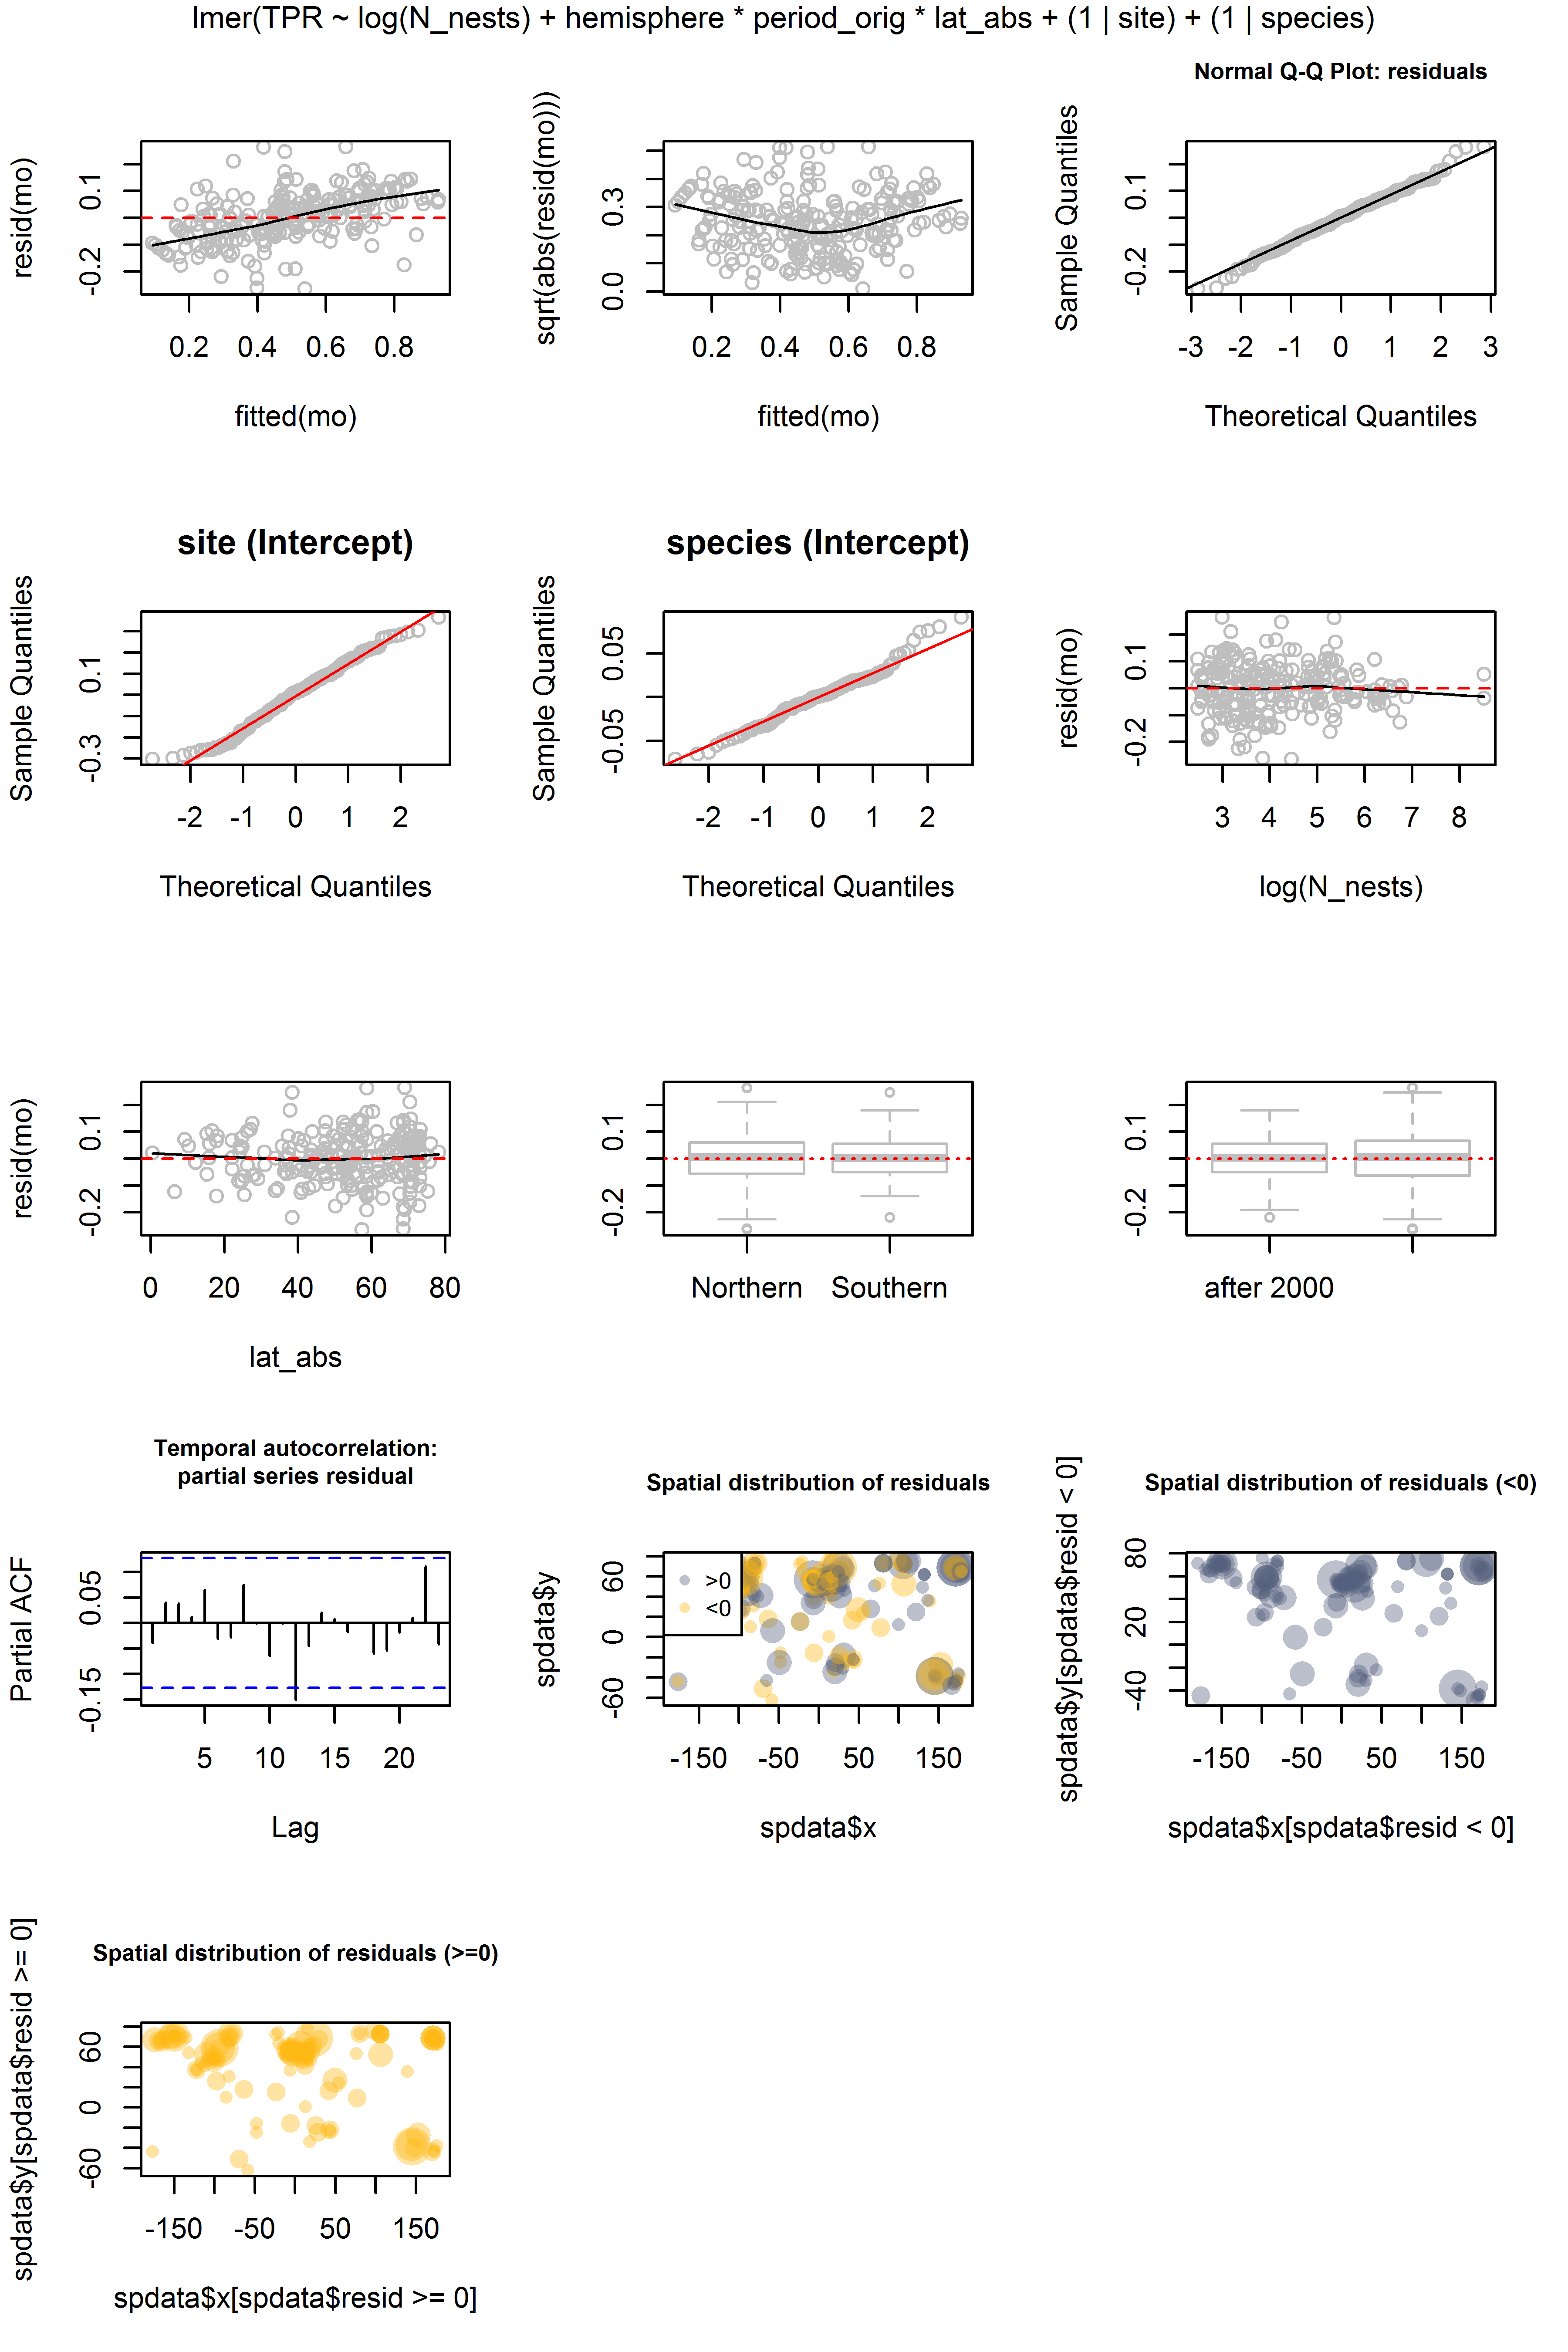 lmer(TPR ~ log(N_nests) + hemisphere * period_orig * lat_abs + (1 | site) + (1 | species)
resid(mo)
0.1
-0.2
0.2 0.4 0.6 0.8
fitted(mo)
sqrt(abs(resid(mo)))
0.3
0.0
0.2 0.4 0.6 0.8
fitted(mo)
Normal Q-Q Plot: residuals
Sample Quantiles
0.1
-0.2
-3 -2 -1 0 1 2 3
Theoretical Quantiles
site (Intercept)
Sample Quantiles
0.1
-0.3
-2 -1 0 1 2
Theoretical Quantiles
species (Intercept)
Sample Quantiles
0.05
-0.05
-2 -1 0 1 2
Theoretical Quantiles
resid(mo)
0.1
-0.2
3 4 5 6 7 8
log(N_nests)
resid(mo)
0.1
-0.2
0 20 40 60 80
lat_abs
0.1
-0.2
Northern Southern
0.1
-0.2
after 2000
Temporal autocorrelation:
partial series residual
Partial ACF
0.05
-0.15
5 10 15 20
Lag
Spatial distribution of residuals
spdata$y
60
0
-60
>0
<0
-150 -50 50 150
spdata$x
Spatial distribution of residuals (<0)
spdata$y[spdata$resid < 0]
80
20
-40
-150 -50 50 150
spdata$x[spdata$resid < 0]
Spatial distribution of residuals (>=0)
spdata$y[spdata$resid >= 0]
60
0
-60
-150 -50 50 150
spdata$x[spdata$resid >= 0]